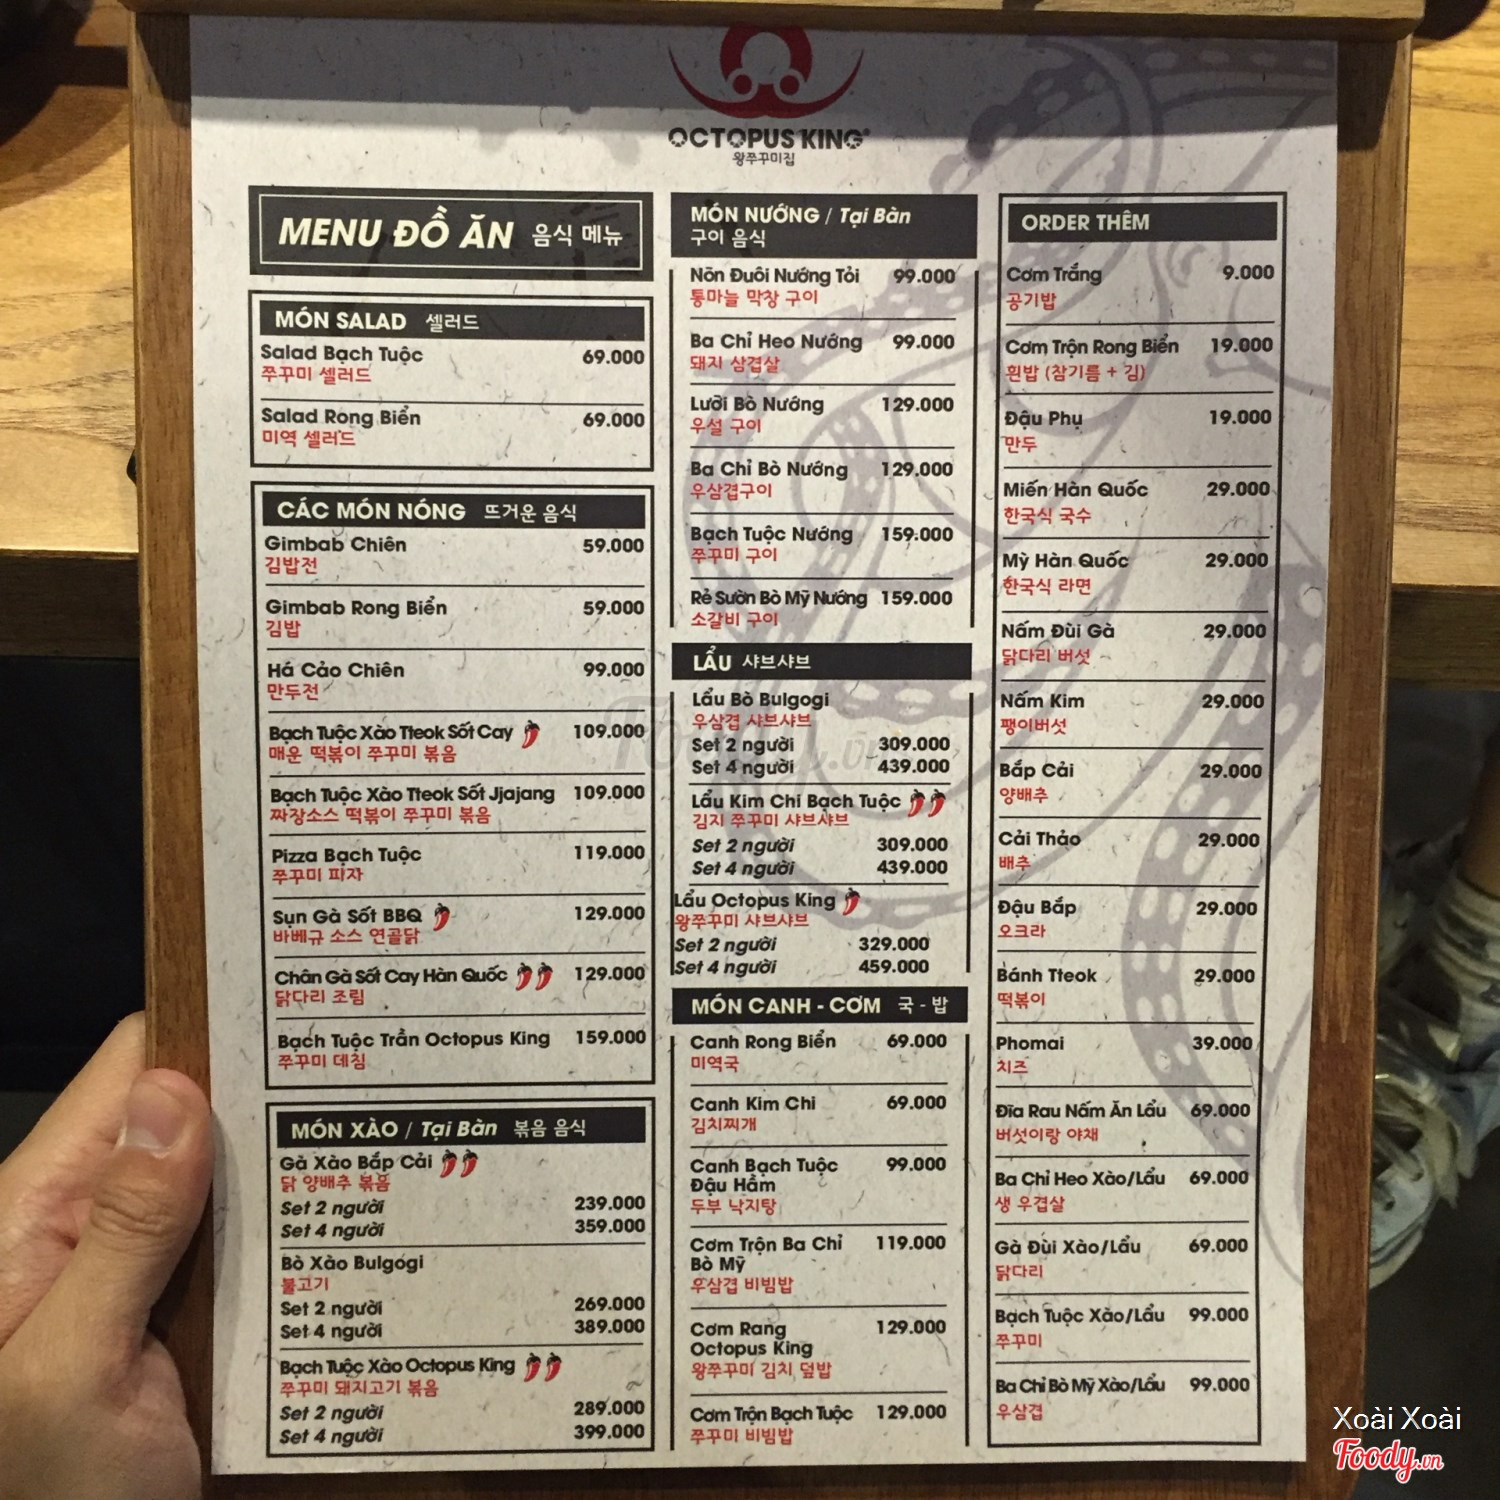 OCTOPUS KING®
왕쭈꾸미집
MENU ĐỒ ĂN 음식 메뉴
MÓN SALAD 셀러드
Salad Bạch Tuộc 69.000
쭈꾸미 셀러드
Salad Rong Biển 69.000
미역 셀러드
CÁC MÓN NÓNG 뜨거운 음식
Gimbab Chiên 59.000
김밥전
Gimbab Rong Biển 59.000
김밥
Há Cảo Chiên 99.000
만두전
Bạch Tuộc Xào Tteok Sốt Cay 109.000
매운 떡볶이 쭈꾸미 볶음
Bạch Tuộc Xào Tteok Sốt Jjajang 109.000
짜장소스 떡볶이 쭈꾸미 볶음
Pizza Bạch Tuộc 119.000
쭈꾸미 피자
Sụn Gà Sốt BBQ 129.000
바베규 소스 연골닭
Chân Gà Sốt Cay Hàn Quốc 129.000
닭다리 조림
Bạch Tuộc Trần Octopus King 159.000
쭈꾸미 데침
MÓN XÀO / Tại Bàn 볶음 음식
Gà Xào Bắp Cải
닭 양배추 볶음
Set 2 người 239.000
Set 4 người 359.000
Bò Xào Bulgogi
불고기
Set 2 người 269.000
Set 4 người 389.000
Bạch Tuộc Xào Octopus King
쭈꾸미 돼지고기 볶음
Set 2 người 289.000
Set 4 người 399.000
MÓN NƯỚNG / Tại Bàn
구이 음식
Nõn Đuôi Nướng Tỏi 99.000
통마늘 막창 구이
Ba Chỉ Heo Nướng 99.000
돼지 삼겹살
Lưỡi Bò Nướng 129.000
우설 구이
Ba Chỉ Bò Nướng 129.000
우삼겹구이
Bạch Tuộc Nướng 159.000
쭈꾸미 구이
Rẻ Sườn Bò Mỹ Nướng 159.000
소갈비 구이
LẨU 샤브샤브
Lẩu Bò Bulgogi
우삼겹 샤브샤브
Set 2 người 309.000
Set 4 người 439.000
Lẩu Kim Chi Bạch Tuộc
김지 쭈꾸미 샤브샤브
Set 2 người 309.000
Set 4 người 439.000
Lẩu Octopus King
왕쭈꾸미 샤브샤브
Set 2 người 329.000
Set 4 người 459.000
MÓN CANH - CƠM 국 - 밥
Canh Rong Biển 69.000
미역국
Canh Kim Chi 69.000
김치찌개
Canh Bạch Tuộc 99.000
Đậu Hầm
두부 낙지탕
Cơm Trộn Ba Chỉ 119.000
Bò Mỹ
우삼겹 비빔밥
Cơm Rang 129.000
Octopus King
왕쭈꾸미 김치 덮밥
Cơm Trộn Bạch Tuộc 129.000
쭈꾸미 비빔밥
ORDER THÊM
Cơm Trắng 9.000
공기밥
Cơm Trộn Rong Biển 19.000
흰밥 (참기름 + 김)
Đậu Phụ 19.000
만두
Miến Hàn Quốc 29.000
한국식 국수
Mỳ Hàn Quốc 29.000
한국식 라면
Nấm Đùi Gà 29.000
닭다리 버섯
Nấm Kim 29.000
팽이버섯
Bắp Cải 29.000
양배추
Cải Thảo 29.000
배추
Đậu Bắp 29.000
오크라
Bánh Tteok 29.000
떡볶이
Phomai 39.000
치즈
Đĩa Rau Nấm Ăn Lẩu 69.000
버섯이랑 야채
Ba Chỉ Heo Xào/Lẩu 69.000
생 우겹살
Gà Đùi Xào/Lẩu 69.000
닭다리
Bạch Tuộc Xào/Lẩu 99.000
쭈꾸미
Ba Chỉ Bò Mỹ Xào/Lẩu 99.000
우삼겹
Xoài Xoài
Foody.vn